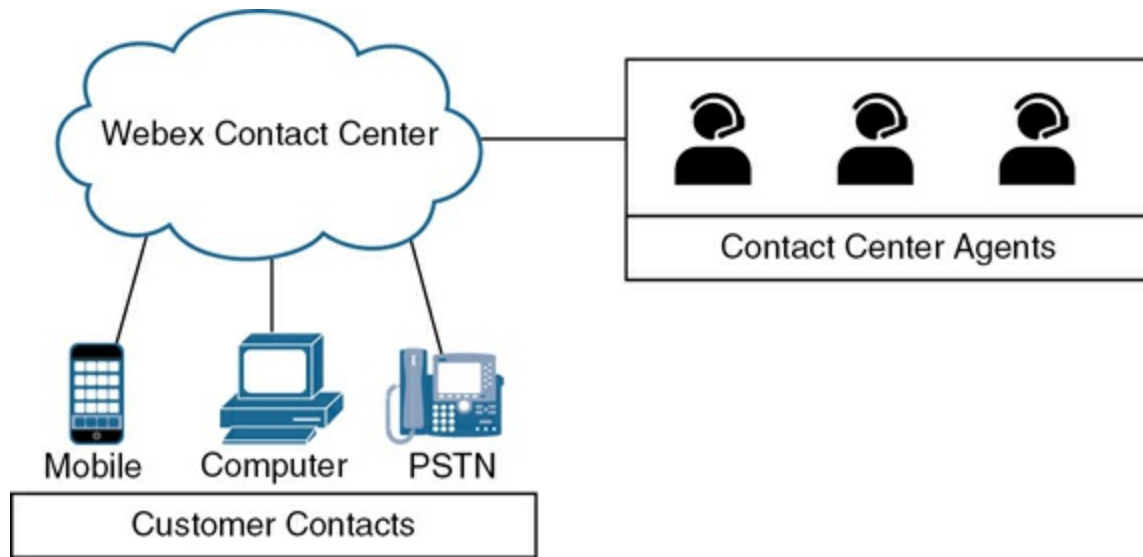 Webex Contact Center
Contact Center Agents
Mobile
Computer
PSTN
Customer Contacts